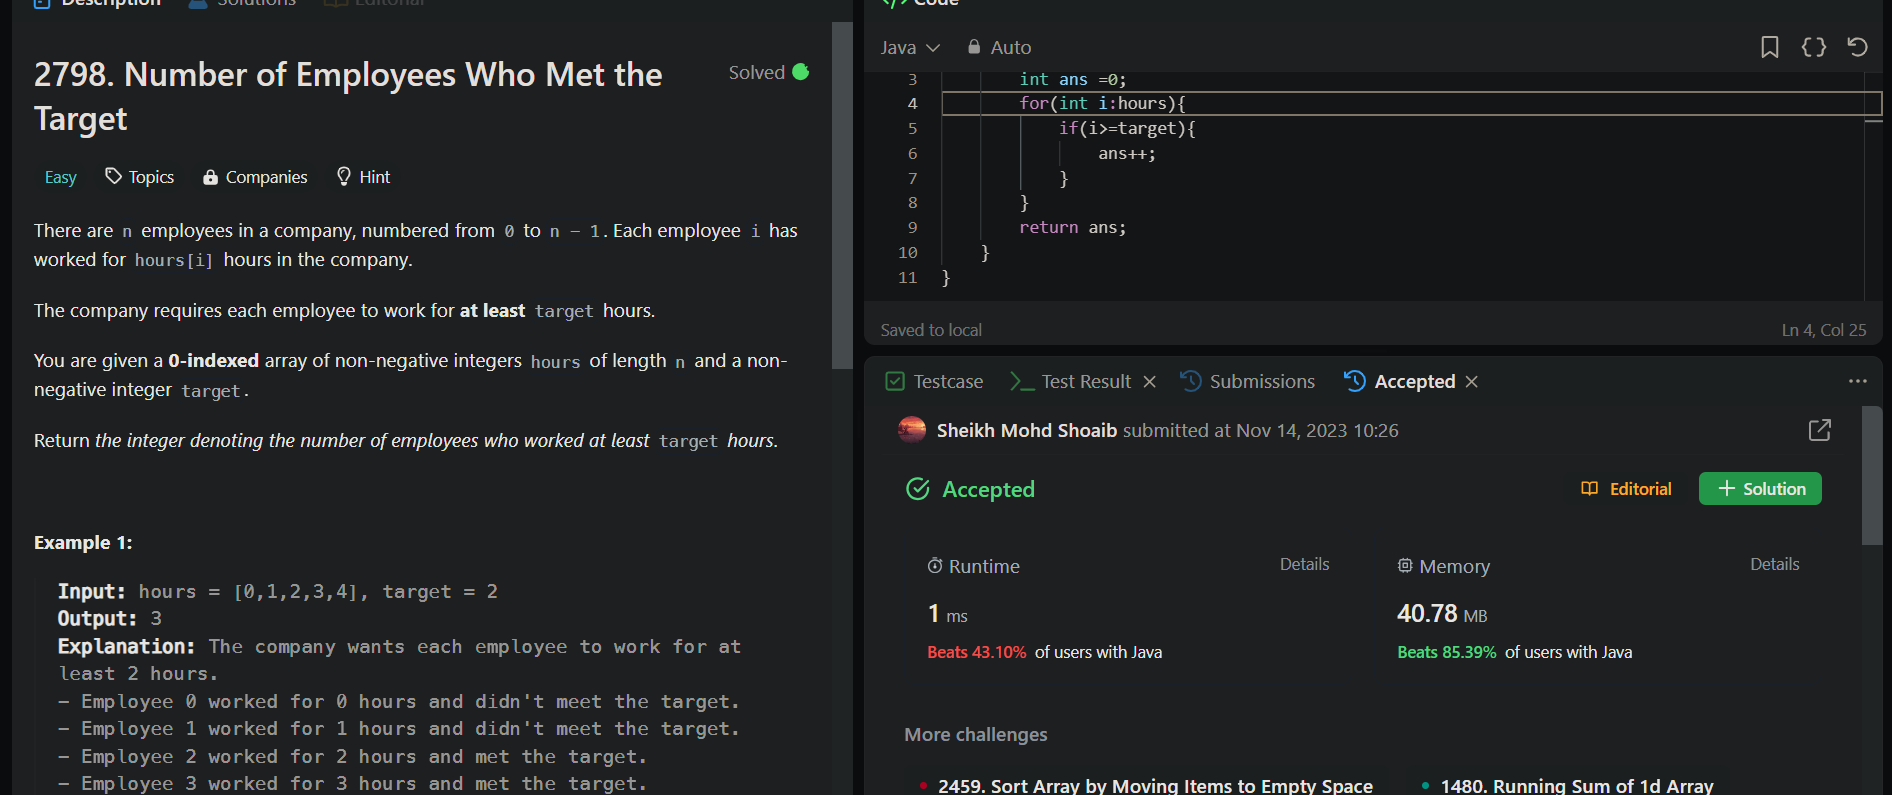 Description Solutions Editorial
2798. Number of Employees Who Met the
Target
Solved
Easy Topics Companies Hint
There are n employees in a company, numbered from 0 to n - 1. Each employee i has
worked for hours[i] hours in the company.
The company requires each employee to work for at least target hours.
You are given a 0-indexed array of non-negative integers hours of length n and a non-
negative integer target.
Return the integer denoting the number of employees who worked at least target hours.
Example 1:
Input: hours = [0,1,2,3,4], target = 2
Output: 3
Explanation: The company wants each employee to work for at
least 2 hours.
- Employee 0 worked for 0 hours and didn't meet the target.
- Employee 1 worked for 1 hours and didn't meet the target.
- Employee 2 worked for 2 hours and met the target.
- Employee 3 worked for 3 hours and met the target.
</> Code
Java Auto
3 int ans =0;
4 for(int i:hours){
5 if(i>=target){
6 ans++;
7 }
8 }
9 return ans;
10 }
11 }
Saved to local Ln 4, Col 25
Testcase Test Result Submissions Accepted
Sheikh Mohd Shoaib submitted at Nov 14, 2023 10:26
Accepted Editorial + Solution
Runtime Details Memory Details
1 ms 40.78 MB
Beats 43.10% of users with Java Beats 85.39% of users with Java
More challenges
2459. Sort Array by Moving Items to Empty Space 1480. Running Sum of 1d Array